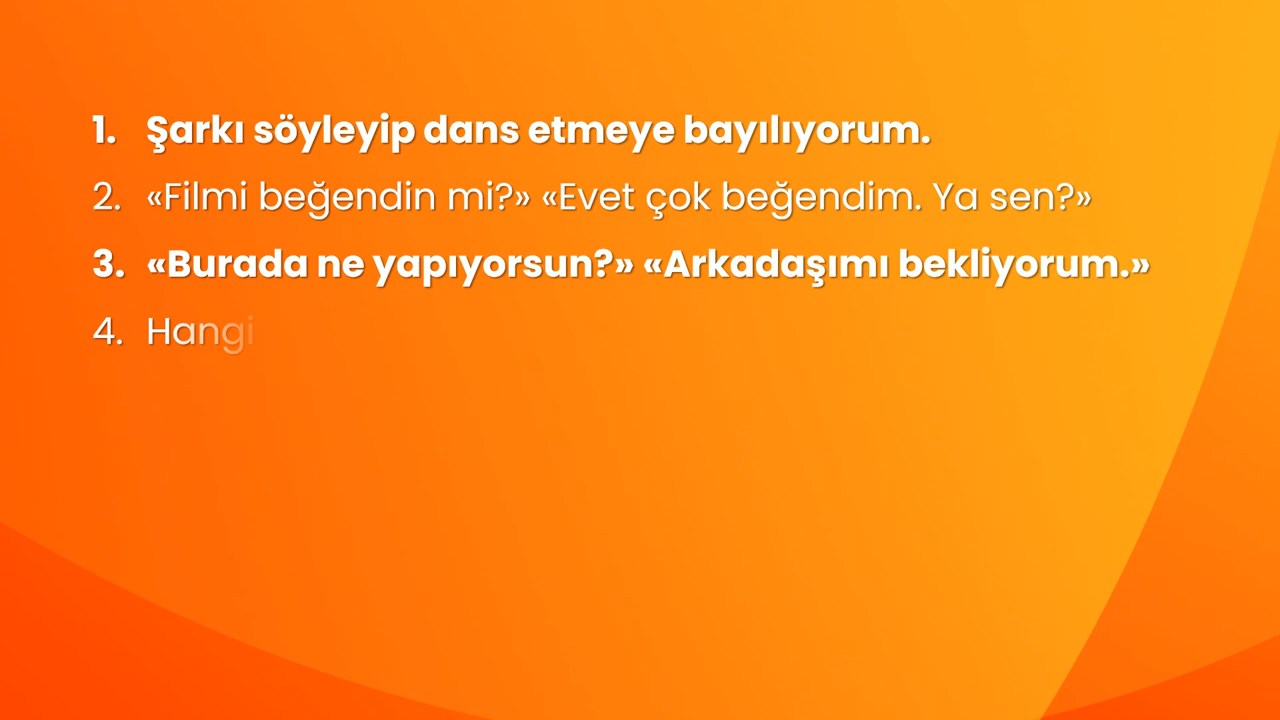 1. Şarkı söyleyip dans etmeye bayılıyorum.
2. «Filmi beğendin mi?» «Evet çok beğendim. Ya sen?»
3. «Burada ne yapıyorsun?» «Arkadaşımı bekliyorum.»
4. Hangi